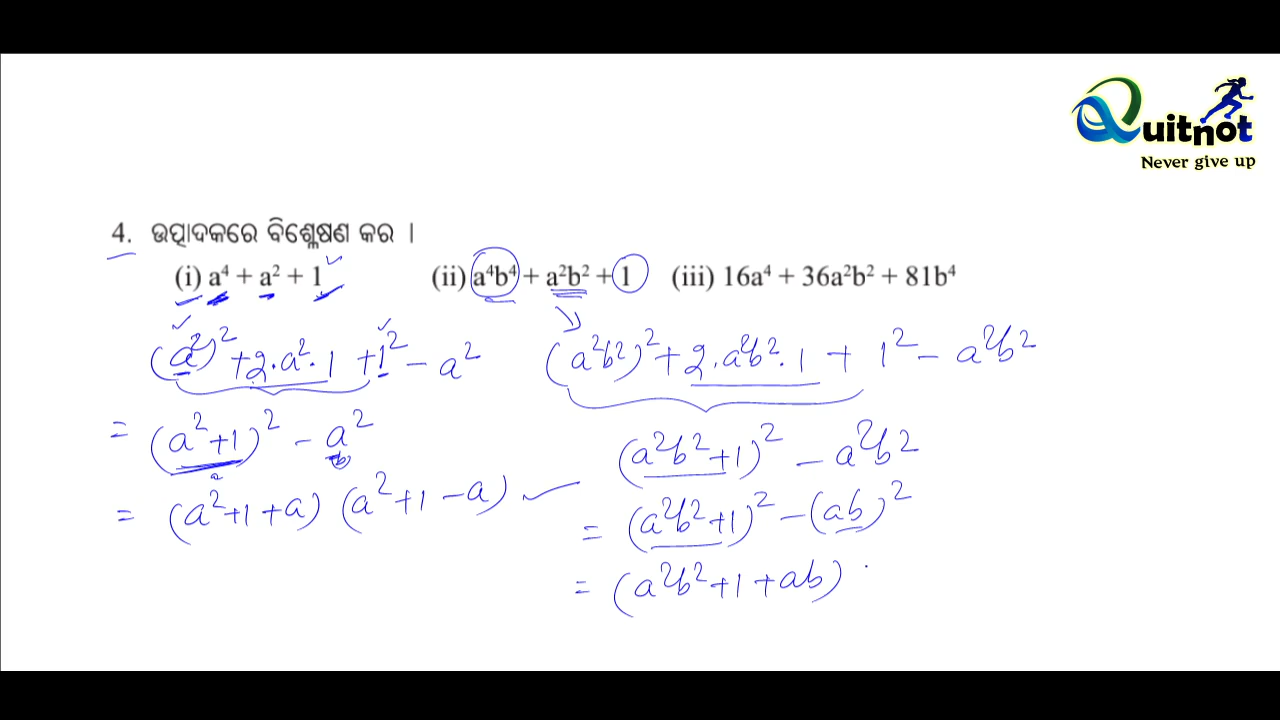 Quitnot
Never give up
4. ଉତ୍ପାଦକରେ ବିଶ୍ଳେଷଣ କର ।
(i) a⁴ + a² + 1 (ii) a⁴b⁴ + a²b² + 1 (iii) 16a⁴ + 36a²b² + 81b⁴
(a²)² + 2·a²·1 + 1² − a²
= (a²+1)² − a²
a b
= (a²+1+a) (a²+1−a)
(a²b²)² + 2·a²b²·1 + 1² − a²b²
(a²b²+1)² − a²b²
= (a²b²+1)² − (ab)²
= (a²b²+1+ab)